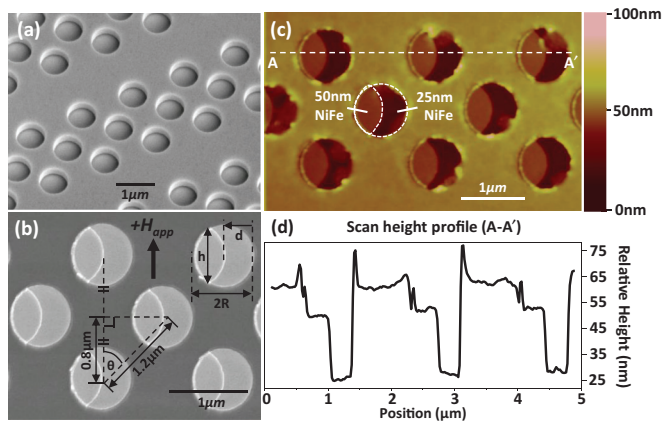 (a)
1μm
(b)
+Happ
d
h
2R
0.8μm
θ
1.2μm
1μm
(c)
A
A′
50nm
NiFe
25nm
NiFe
1μm
100nm
50nm
0nm
(d)
Scan height profile (A-A′)
75
65
55
45
35
25
Relative Height (nm)
0
1
2
3
4
5
Position (μm)